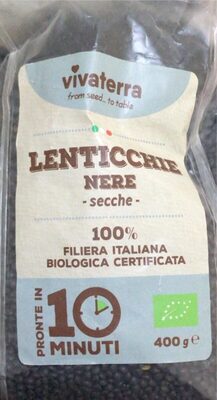 vivaterra
from seed.. to table
LENTICCHIE
NERE
- secche -
100%
FILIERA ITALIANA
BIOLOGICA CERTIFICATA
PRONTE IN
10
MINUTI
400 g e